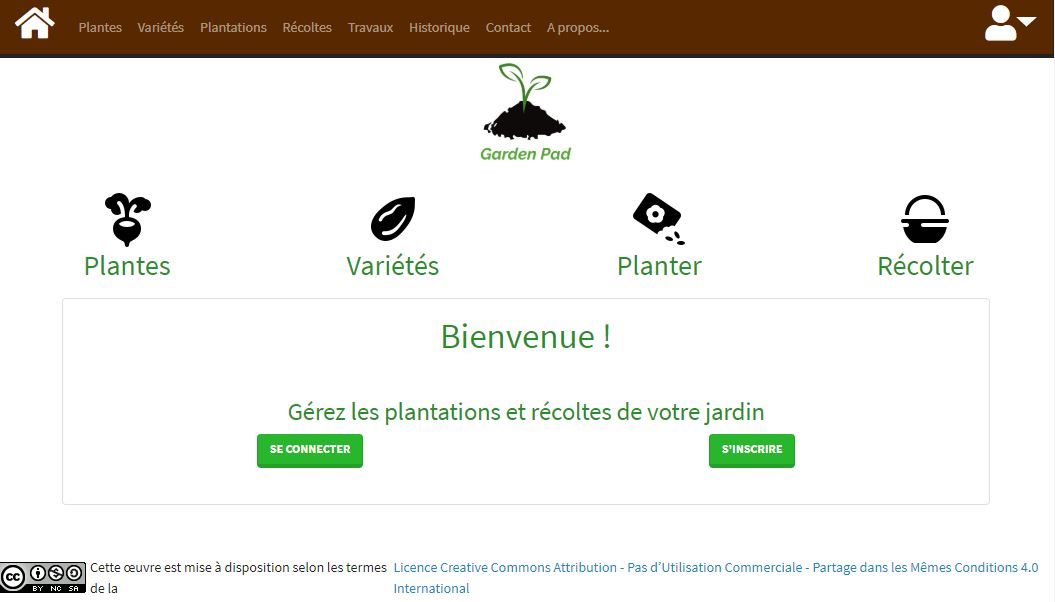 Plantes Variétés Plantations Récoltes Travaux Historique Contact A propos...
Garden Pad
Plantes Variétés Planter Récolter
Bienvenue !
Gérez les plantations et récoltes de votre jardin
SE CONNECTER S'INSCRIRE
cc BY NC SA
Cette œuvre est mise à disposition selon les termes de la
Licence Creative Commons Attribution - Pas d’Utilisation Commerciale - Partage dans les Mêmes Conditions 4.0
International